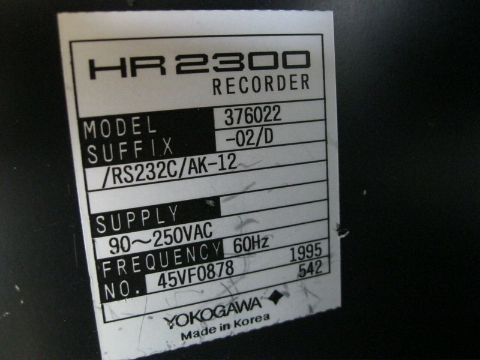 HR2300
RECORDER
MODEL 376022
SUFFIX -02/D
/RS232C/AK-12
SUPPLY
90～250VAC
FREQUENCY 60Hz
NO. 45VF0878 1995
542
YOKOGAWA
Made in Korea